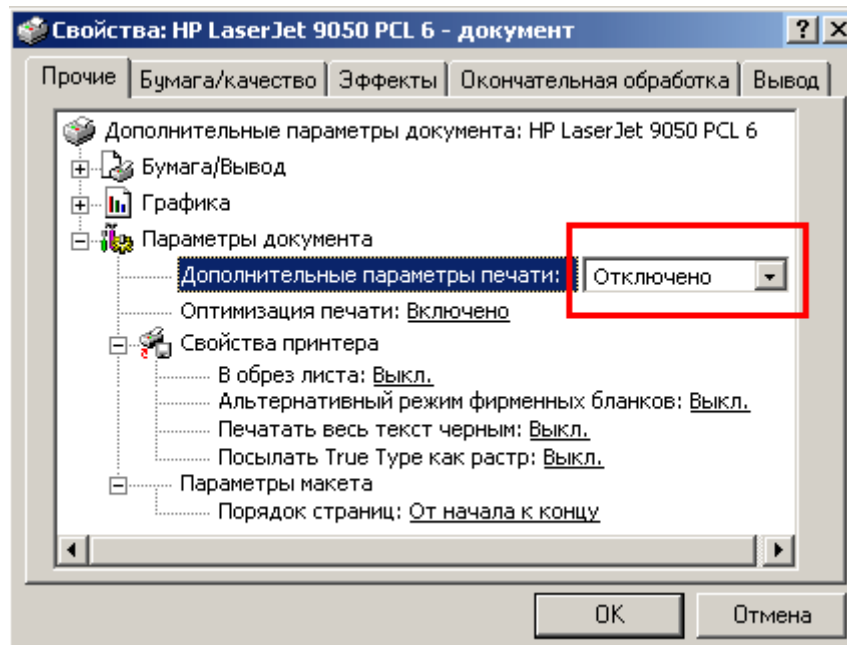 Свойства: HP LaserJet 9050 PCL 6 - документ
Прочие Бумага/качество Эффекты Окончательная обработка Вывод
Дополнительные параметры документа: HP LaserJet 9050 PCL 6
Бумага/Вывод
Графика
Параметры документа
Дополнительные параметры печати: Отключено
Оптимизация печати: Включено
Свойства принтера
В обрез листа: Выкл.
Альтернативный режим фирменных бланков: Выкл.
Печатать весь текст черным: Выкл.
Посылать True Type как растр: Выкл.
Параметры макета
Порядок страниц: От начала к концу
OK Отмена